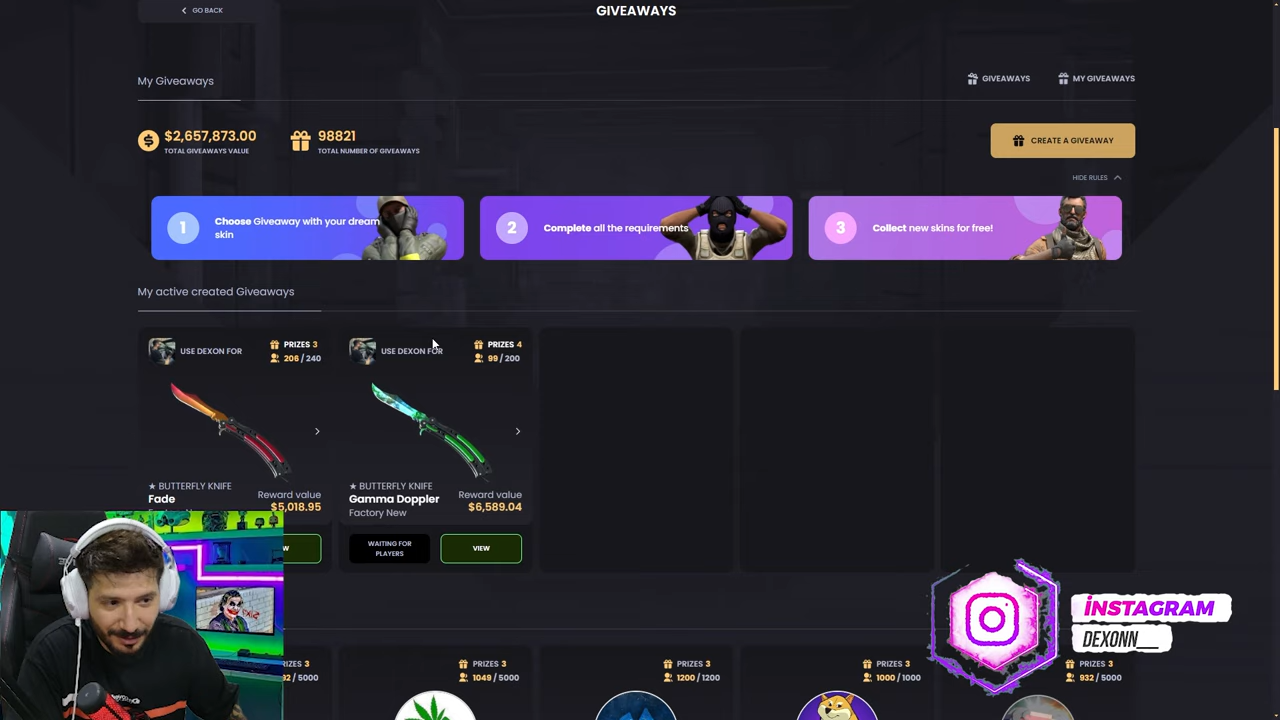 GO BACK
GIVEAWAYS
My Giveaways
GIVEAWAYS
MY GIVEAWAYS
$2,657,873.00
TOTAL GIVEAWAYS VALUE
98821
TOTAL NUMBER OF GIVEAWAYS
CREATE A GIVEAWAY
HIDE RULES
1
Choose Giveaway with your dream
skin
2
Complete all the requirements
3
Collect new skins for free!
My active created Giveaways
USE DEXON FOR
PRIZES 3
206 / 240
★ BUTTERFLY KNIFE
Fade
Reward value
$5,018.95
USE DEXON FOR
PRIZES 4
99 / 200
★ BUTTERFLY KNIFE
Gamma Doppler
Factory New
Reward value
$6,589.04
WAITING FOR
PLAYERS
VIEW
İNSTAGRAM
DEXONN__
PRIZES 3
1049 / 5000
PRIZES 3
1200 / 1200
PRIZES 3
1000 / 1000
PRIZES 3
932 / 5000